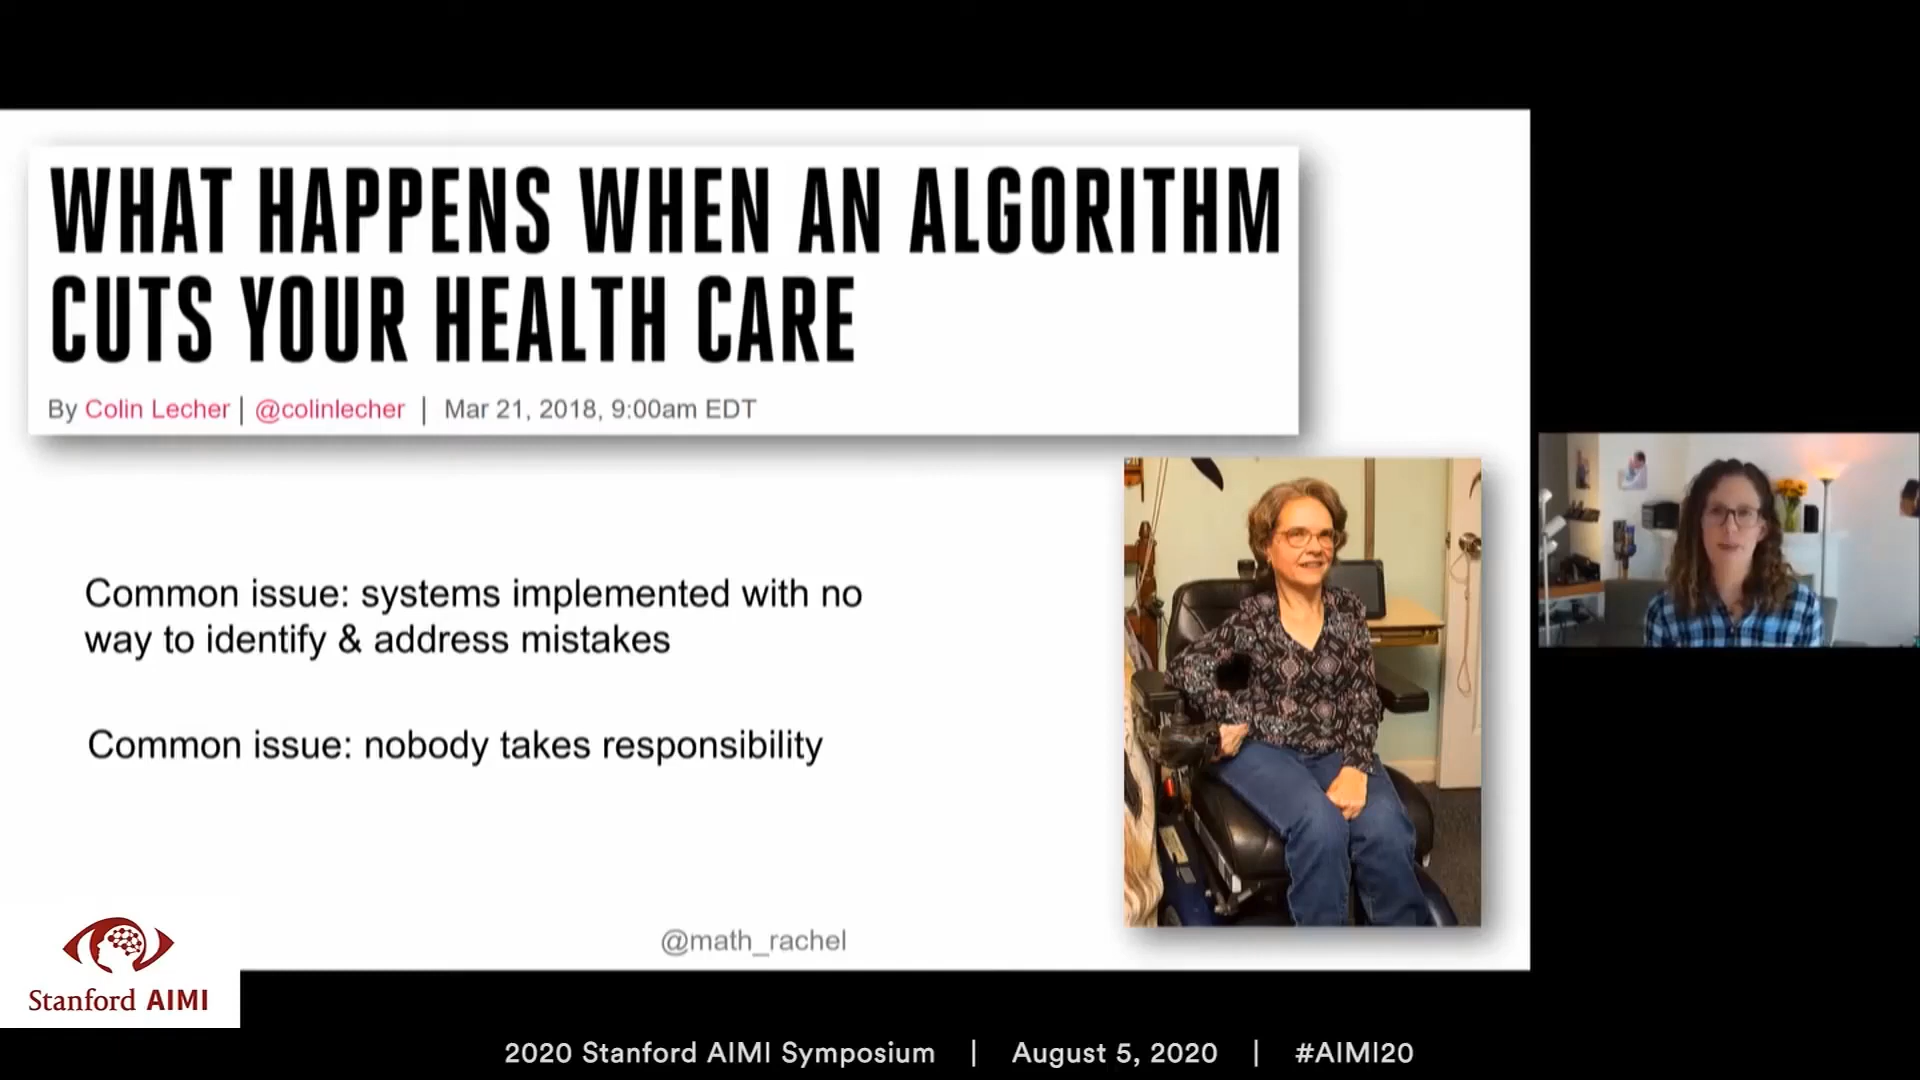 WHAT HAPPENS WHEN AN ALGORITHM
CUTS YOUR HEALTH CARE
By Colin Lecher | @colinlecher | Mar 21, 2018, 9:00am EDT
Common issue: systems implemented with no
way to identify & address mistakes
Common issue: nobody takes responsibility
@math_rachel
Stanford AIMI
2020 Stanford AIMI Symposium | August 5, 2020 | #AIMI20